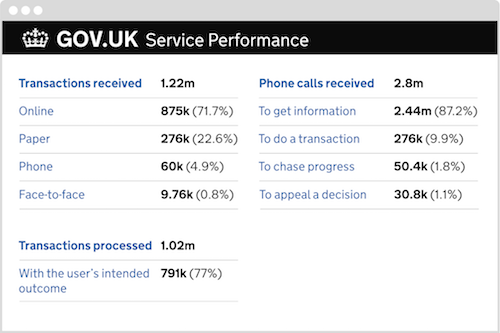 GOV.UK Service Performance
Transactions received 1.22m
Online 875k (71.7%)
Paper 276k (22.6%)
Phone 60k (4.9%)
Face-to-face 9.76k (0.8%)
Transactions processed 1.02m
With the user's intended 791k (77%)
outcome
Phone calls received 2.8m
To get information 2.44m (87.2%)
To do a transaction 276k (9.9%)
To chase progress 50.4k (1.8%)
To appeal a decision 30.8k (1.1%)